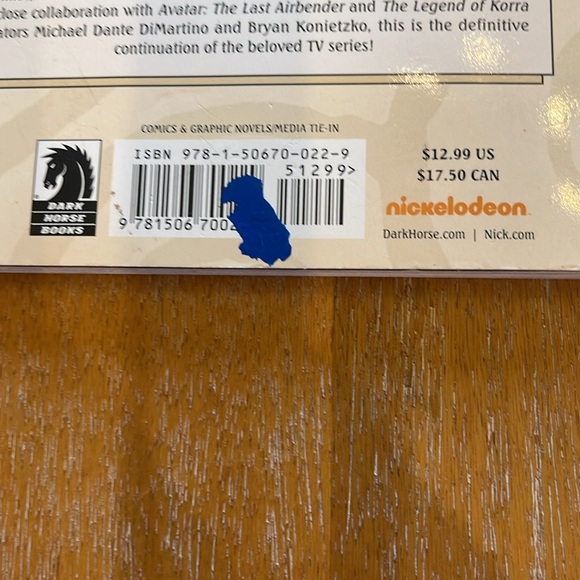 close collaboration with Avatar: The Last Airbender and The Legend of Korra
Michael Dante DiMartino and Bryan Konietzko, this is the definitive
continuation of the beloved TV series!
COMICS & GRAPHIC NOVELS/MEDIA TIE-IN
ISBN 978-1-50670-022-9
51299>
9 781506 700
DARK
HORSE
BOOKS
$12.99 US
$17.50 CAN
nickelodeon
DarkHorse.com | Nick.com